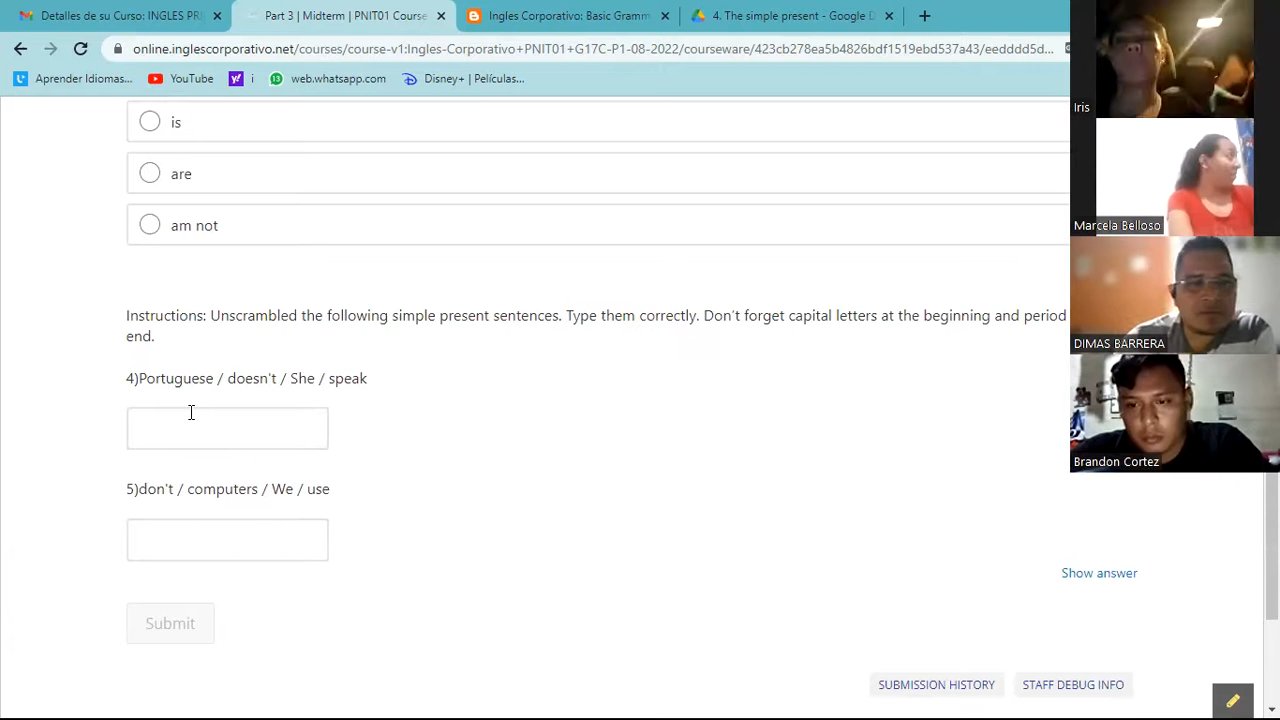 Detalles de su Curso: INGLES PRI
Part 3 | Midterm | PNIT01 Course
Ingles Corporativo: Basic Gramm
4. The simple present - Google D
online.inglescorporativo.net/courses/course-v1:Ingles-Corporativo+PNIT01+G17C-P1-08-2022/courseware/423cb278ea5b4826bdf1519ebd537a43/eedddd5d...
Aprender Idiomas...
YouTube
i
web.whatsapp.com
Disney+ | Películas,...
Iris
is
are
am not
Marcela Belloso
Instructions: Unscrambled the following simple present sentences. Type them correctly. Don't forget capital letters at the beginning and period
end.
DIMAS BARRERA
4)Portuguese / doesn't / She / speak
Brandon Cortez
5)don't / computers / We / use
Show answer
Submit
SUBMISSION HISTORY
STAFF DEBUG INFO